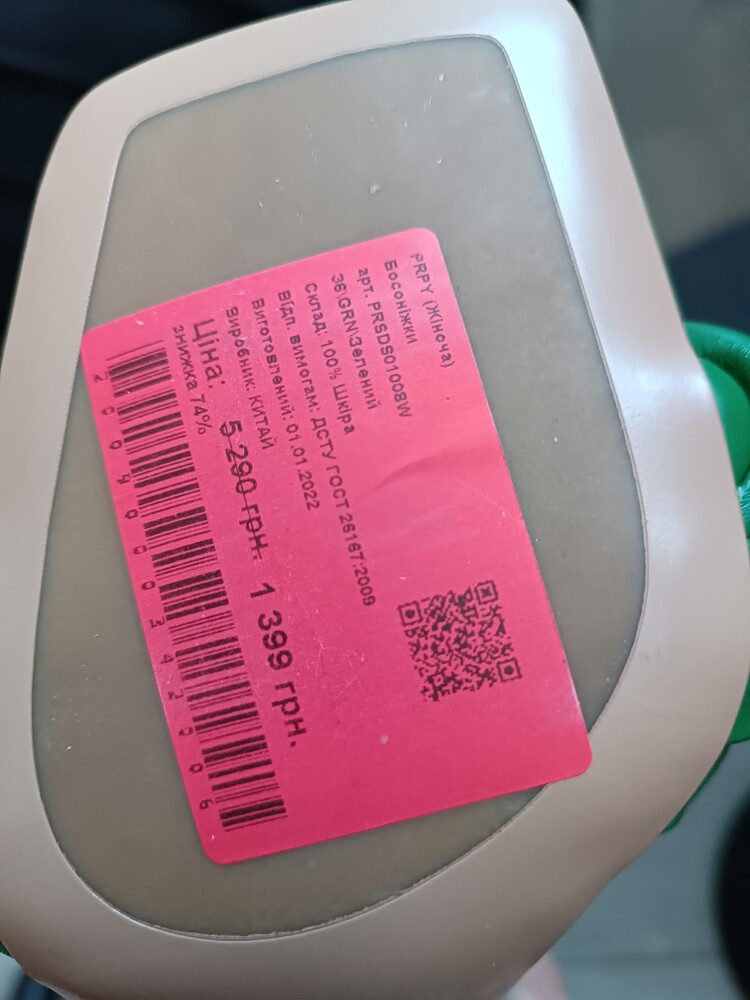 PRPY (Жіноча)
Босоніжки
арт. PRSDS01008W
36\GRN\Зелений
Склад: 100% Шкіра
Відп. вимогам: ДСТУ ГОСТ 26167:2009
Виготовлений: 01.01.2022
Виробник: КИТАЙ
Ціна: 5 290 грн. 1 399 грн.
знижка 74%